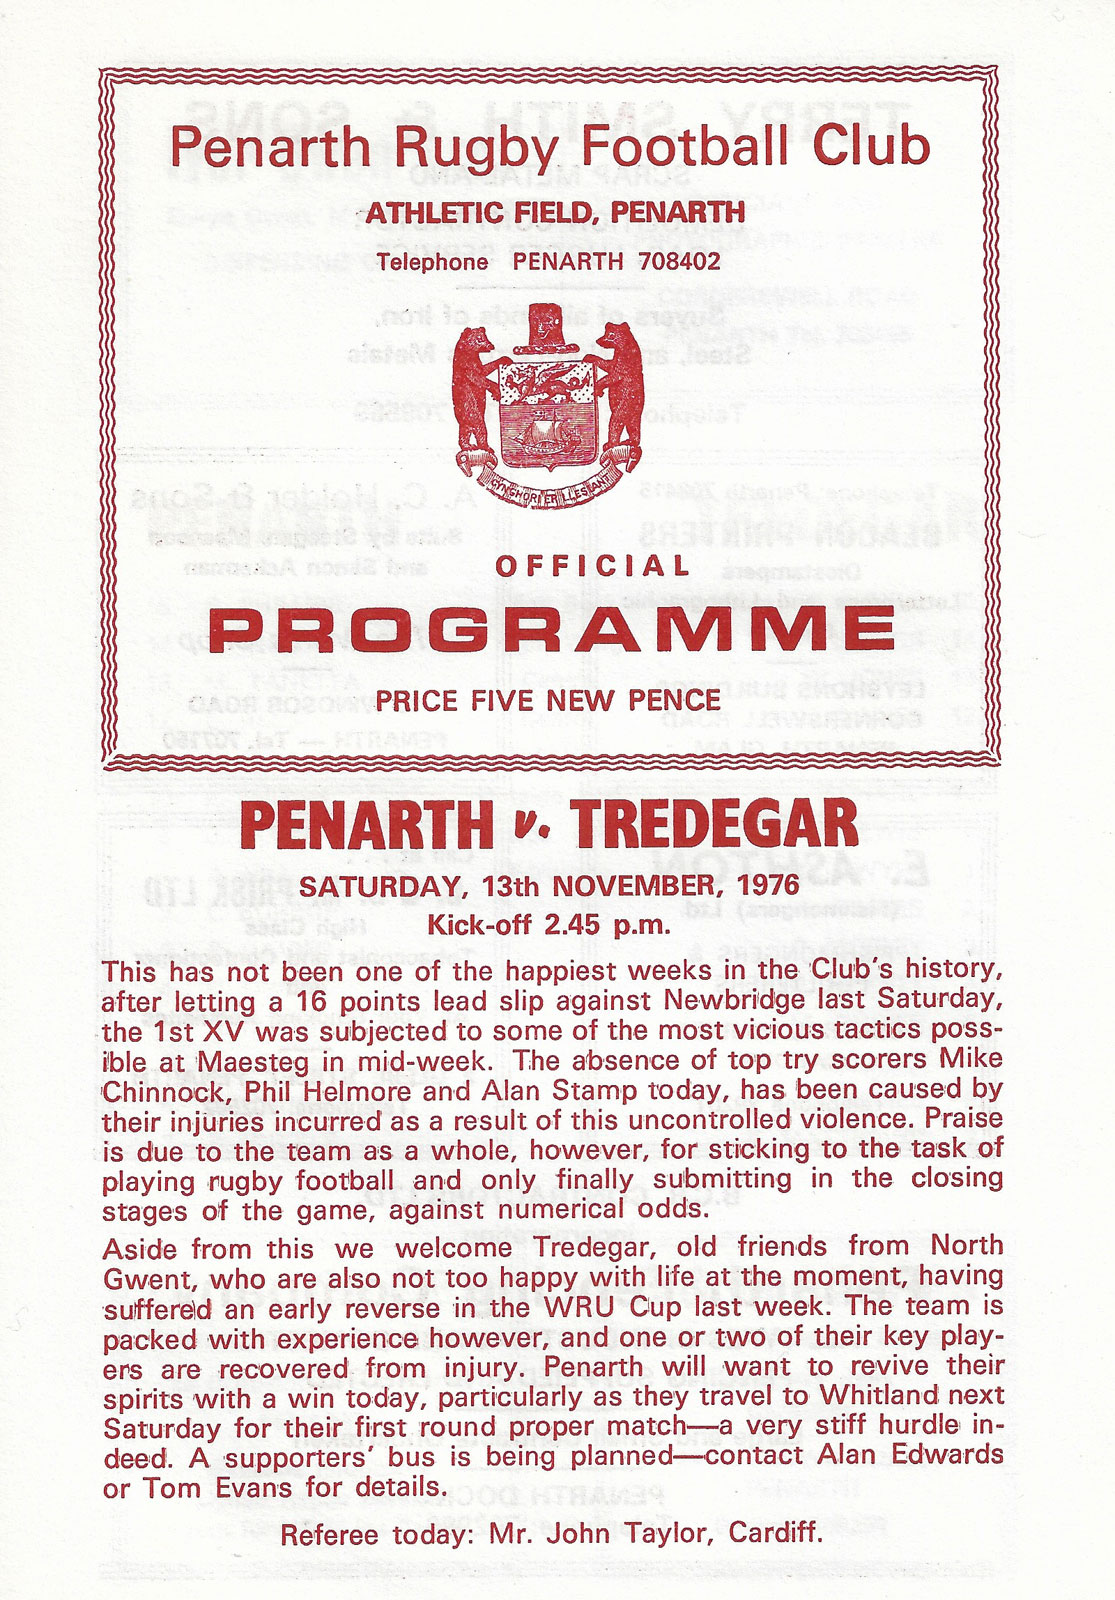 Penarth Rugby Football Club
ATHLETIC FIELD, PENARTH
Telephone PENARTH 708402
CYNGHORI ER LLESIANT
OFFICIAL
PROGRAMME
PRICE FIVE NEW PENCE
PENARTH v. TREDEGAR
SATURDAY, 13th NOVEMBER, 1976
Kick-off 2.45 p.m.
This has not been one of the happiest weeks in the Club's history,
after letting a 16 points lead slip against Newbridge last Saturday,
the 1st XV was subjected to some of the most vicious tactics poss-
ible at Maesteg in mid-week. The absence of top try scorers Mike
Chinnock, Phil Helmore and Alan Stamp today, has been caused by
their injuries incurred as a result of this uncontrolled violence. Praise
is due to the team as a whole, however, for sticking to the task of
playing rugby football and only finally submitting in the closing
stages of the game, against numerical odds.
Aside from this we welcome Tredegar, old friends from North
Gwent, who are also not too happy with life at the moment, having
suffered an early reverse in the WRU Cup last week. The team is
packed with experience however, and one or two of their key play-
ers are recovered from injury. Penarth will want to revive their
spirits with a win today, particularly as they travel to Whitland next
Saturday for their first round proper match—a very stiff hurdle in-
deed. A supporters' bus is being planned—contact Alan Edwards
or Tom Evans for details.
Referee today: Mr. John Taylor, Cardiff.